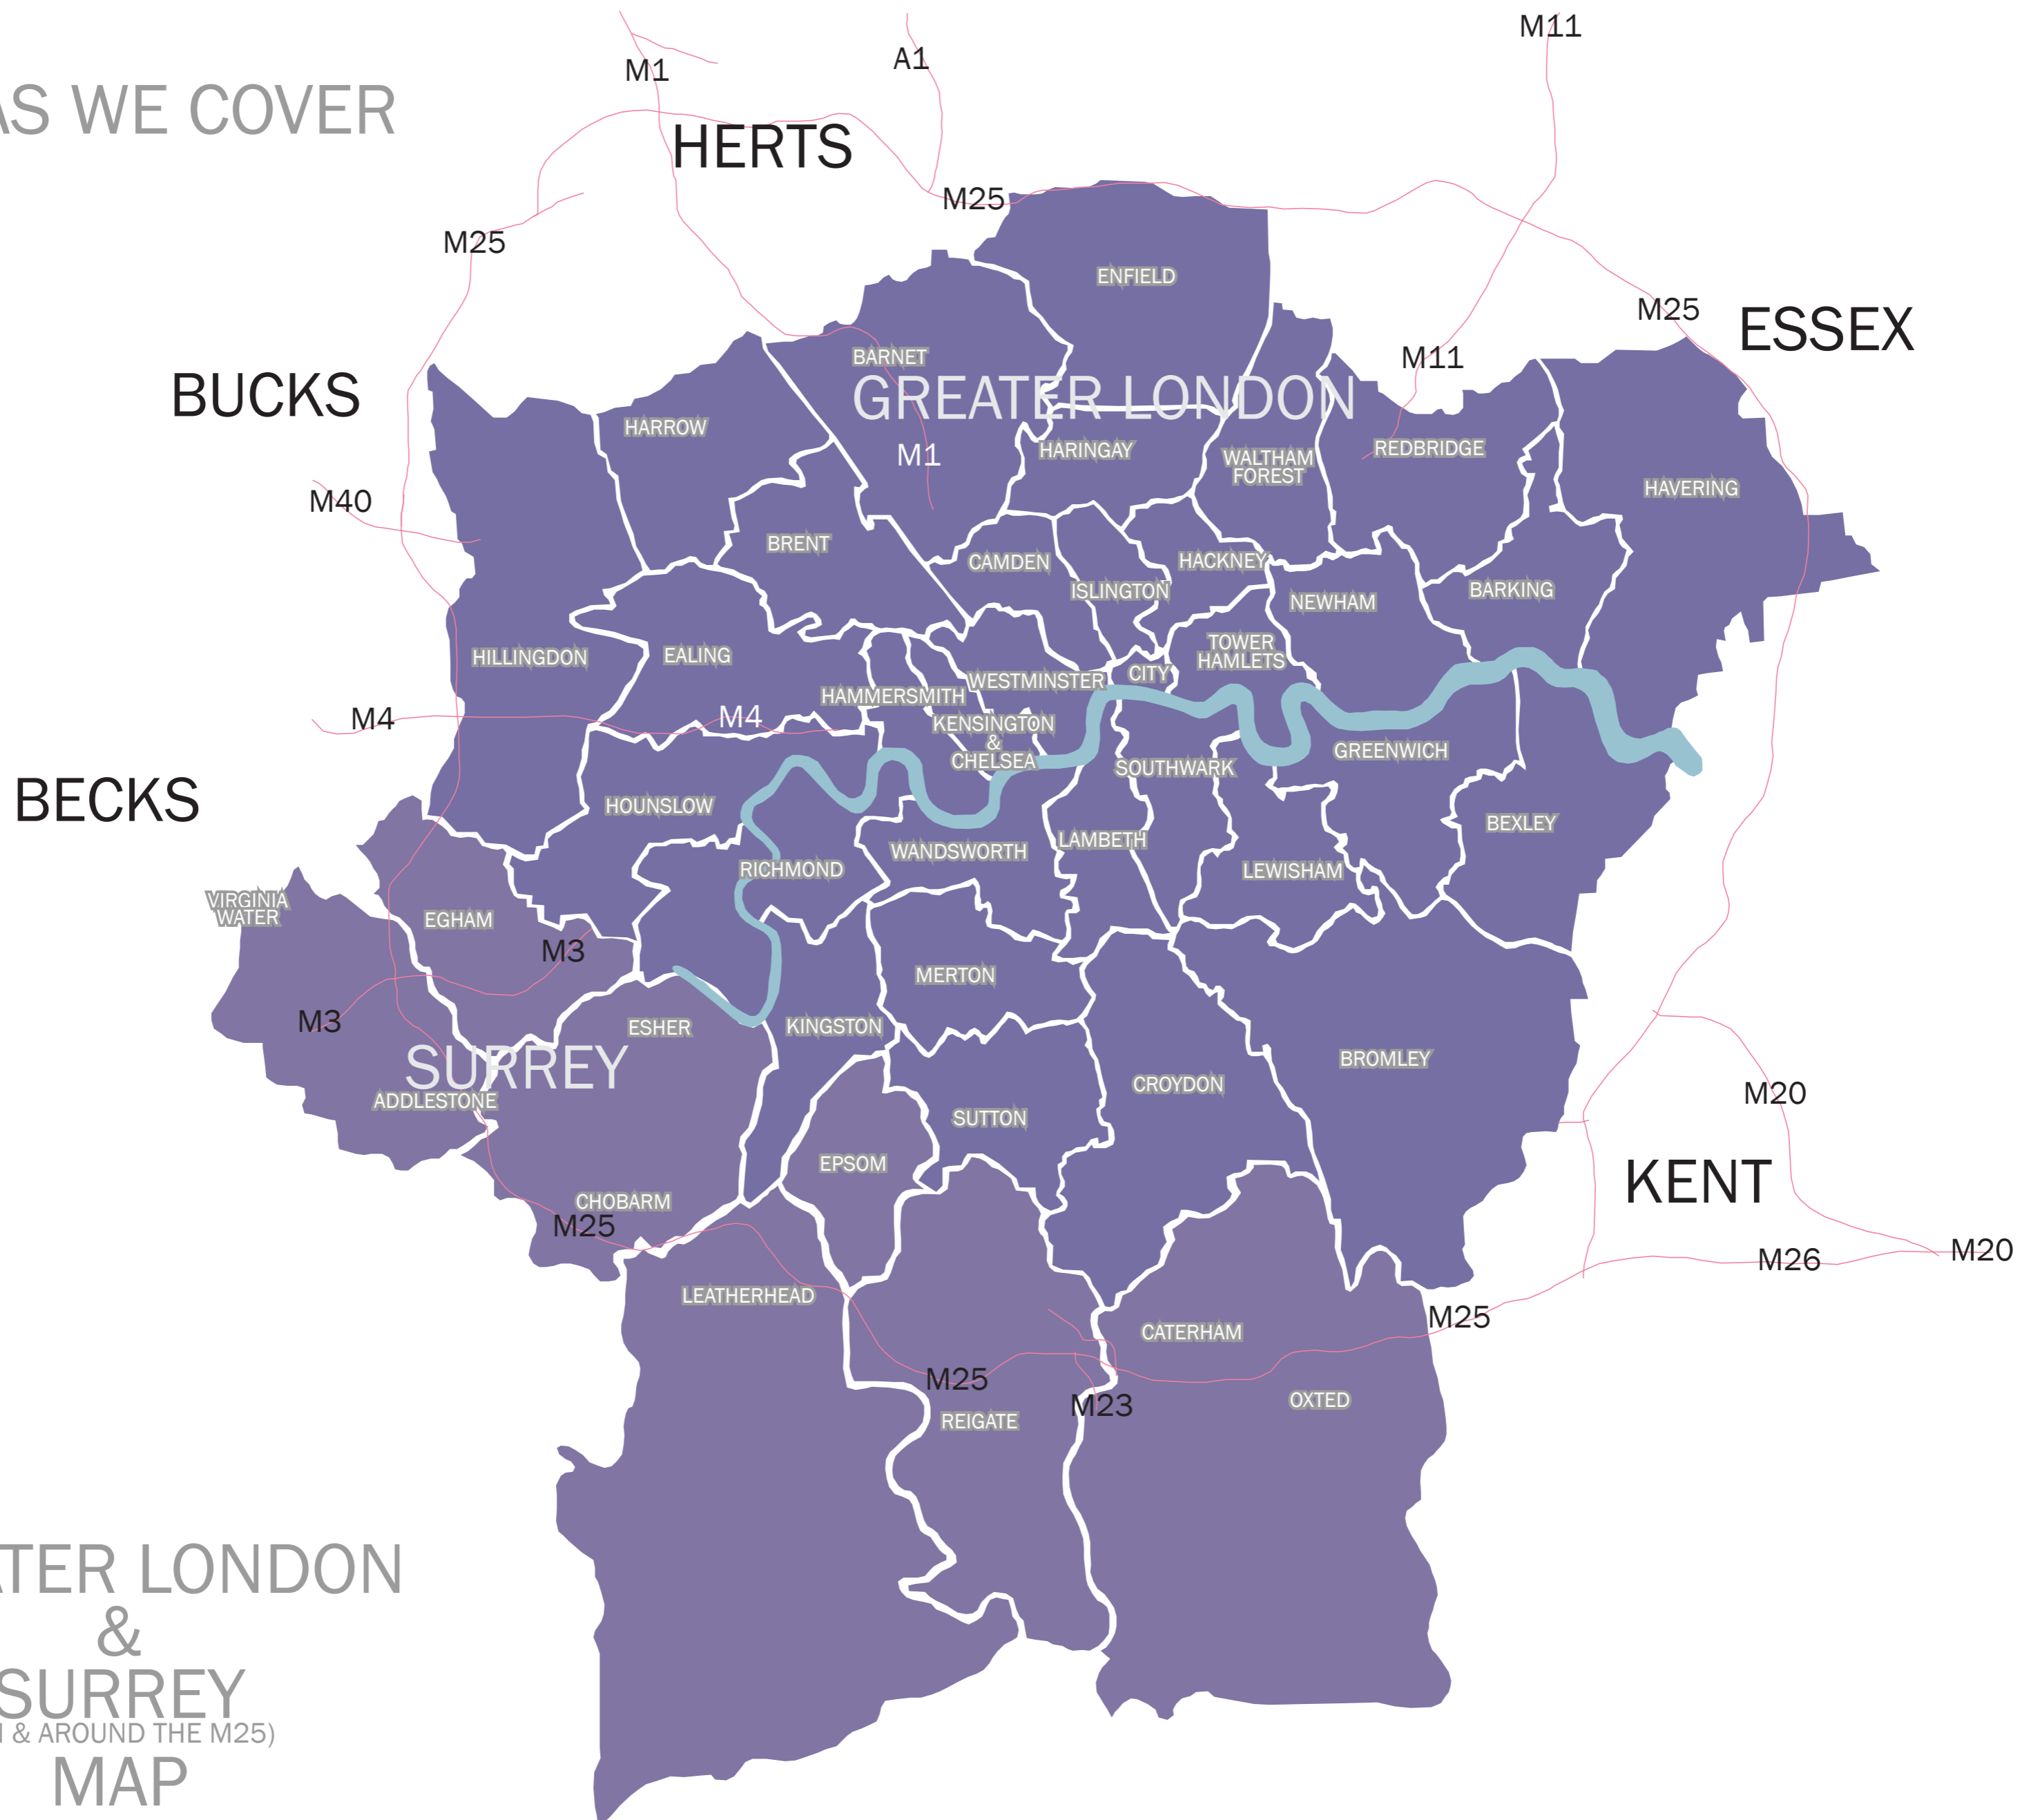 M11
A1
M1
AS WE COVER
HERTS
M25
M25
ENFIELD
M25
ESSEX
BARNET
M11
BUCKS
GREATER LONDON
HARROW
HARINGAY
M1
WALTHAM
FOREST
REDBRIDGE
HAVERING
M40
BRENT
CAMDEN
HACKNEY
ISLINGTON
BARKING
NEWHAM
HILLINGDON
EALING
TOWER
HAMLETS
CITY
WESTMINSTER
HAMMERSMITH
M4
M4
KENSINGTON
&
CHELSEA
GREENWICH
SOUTHWARK
BECKS
HOUNSLOW
BEXLEY
LAMBETH
WANDSWORTH
RICHMOND
LEWISHAM
VIRGINIA
WATER
EGHAM
M3
MERTON
M3
ESHER
KINGSTON
BROMLEY
SURREY
CROYDON
M20
ADDLESTONE
SUTTON
EPSOM
KENT
CHOBARM
M25
M20
M26
LEATHERHEAD
M25
CATERHAM
M25
M23
OXTED
REIGATE
ATER LONDON
&
SURREY
& AROUND THE M25)
MAP